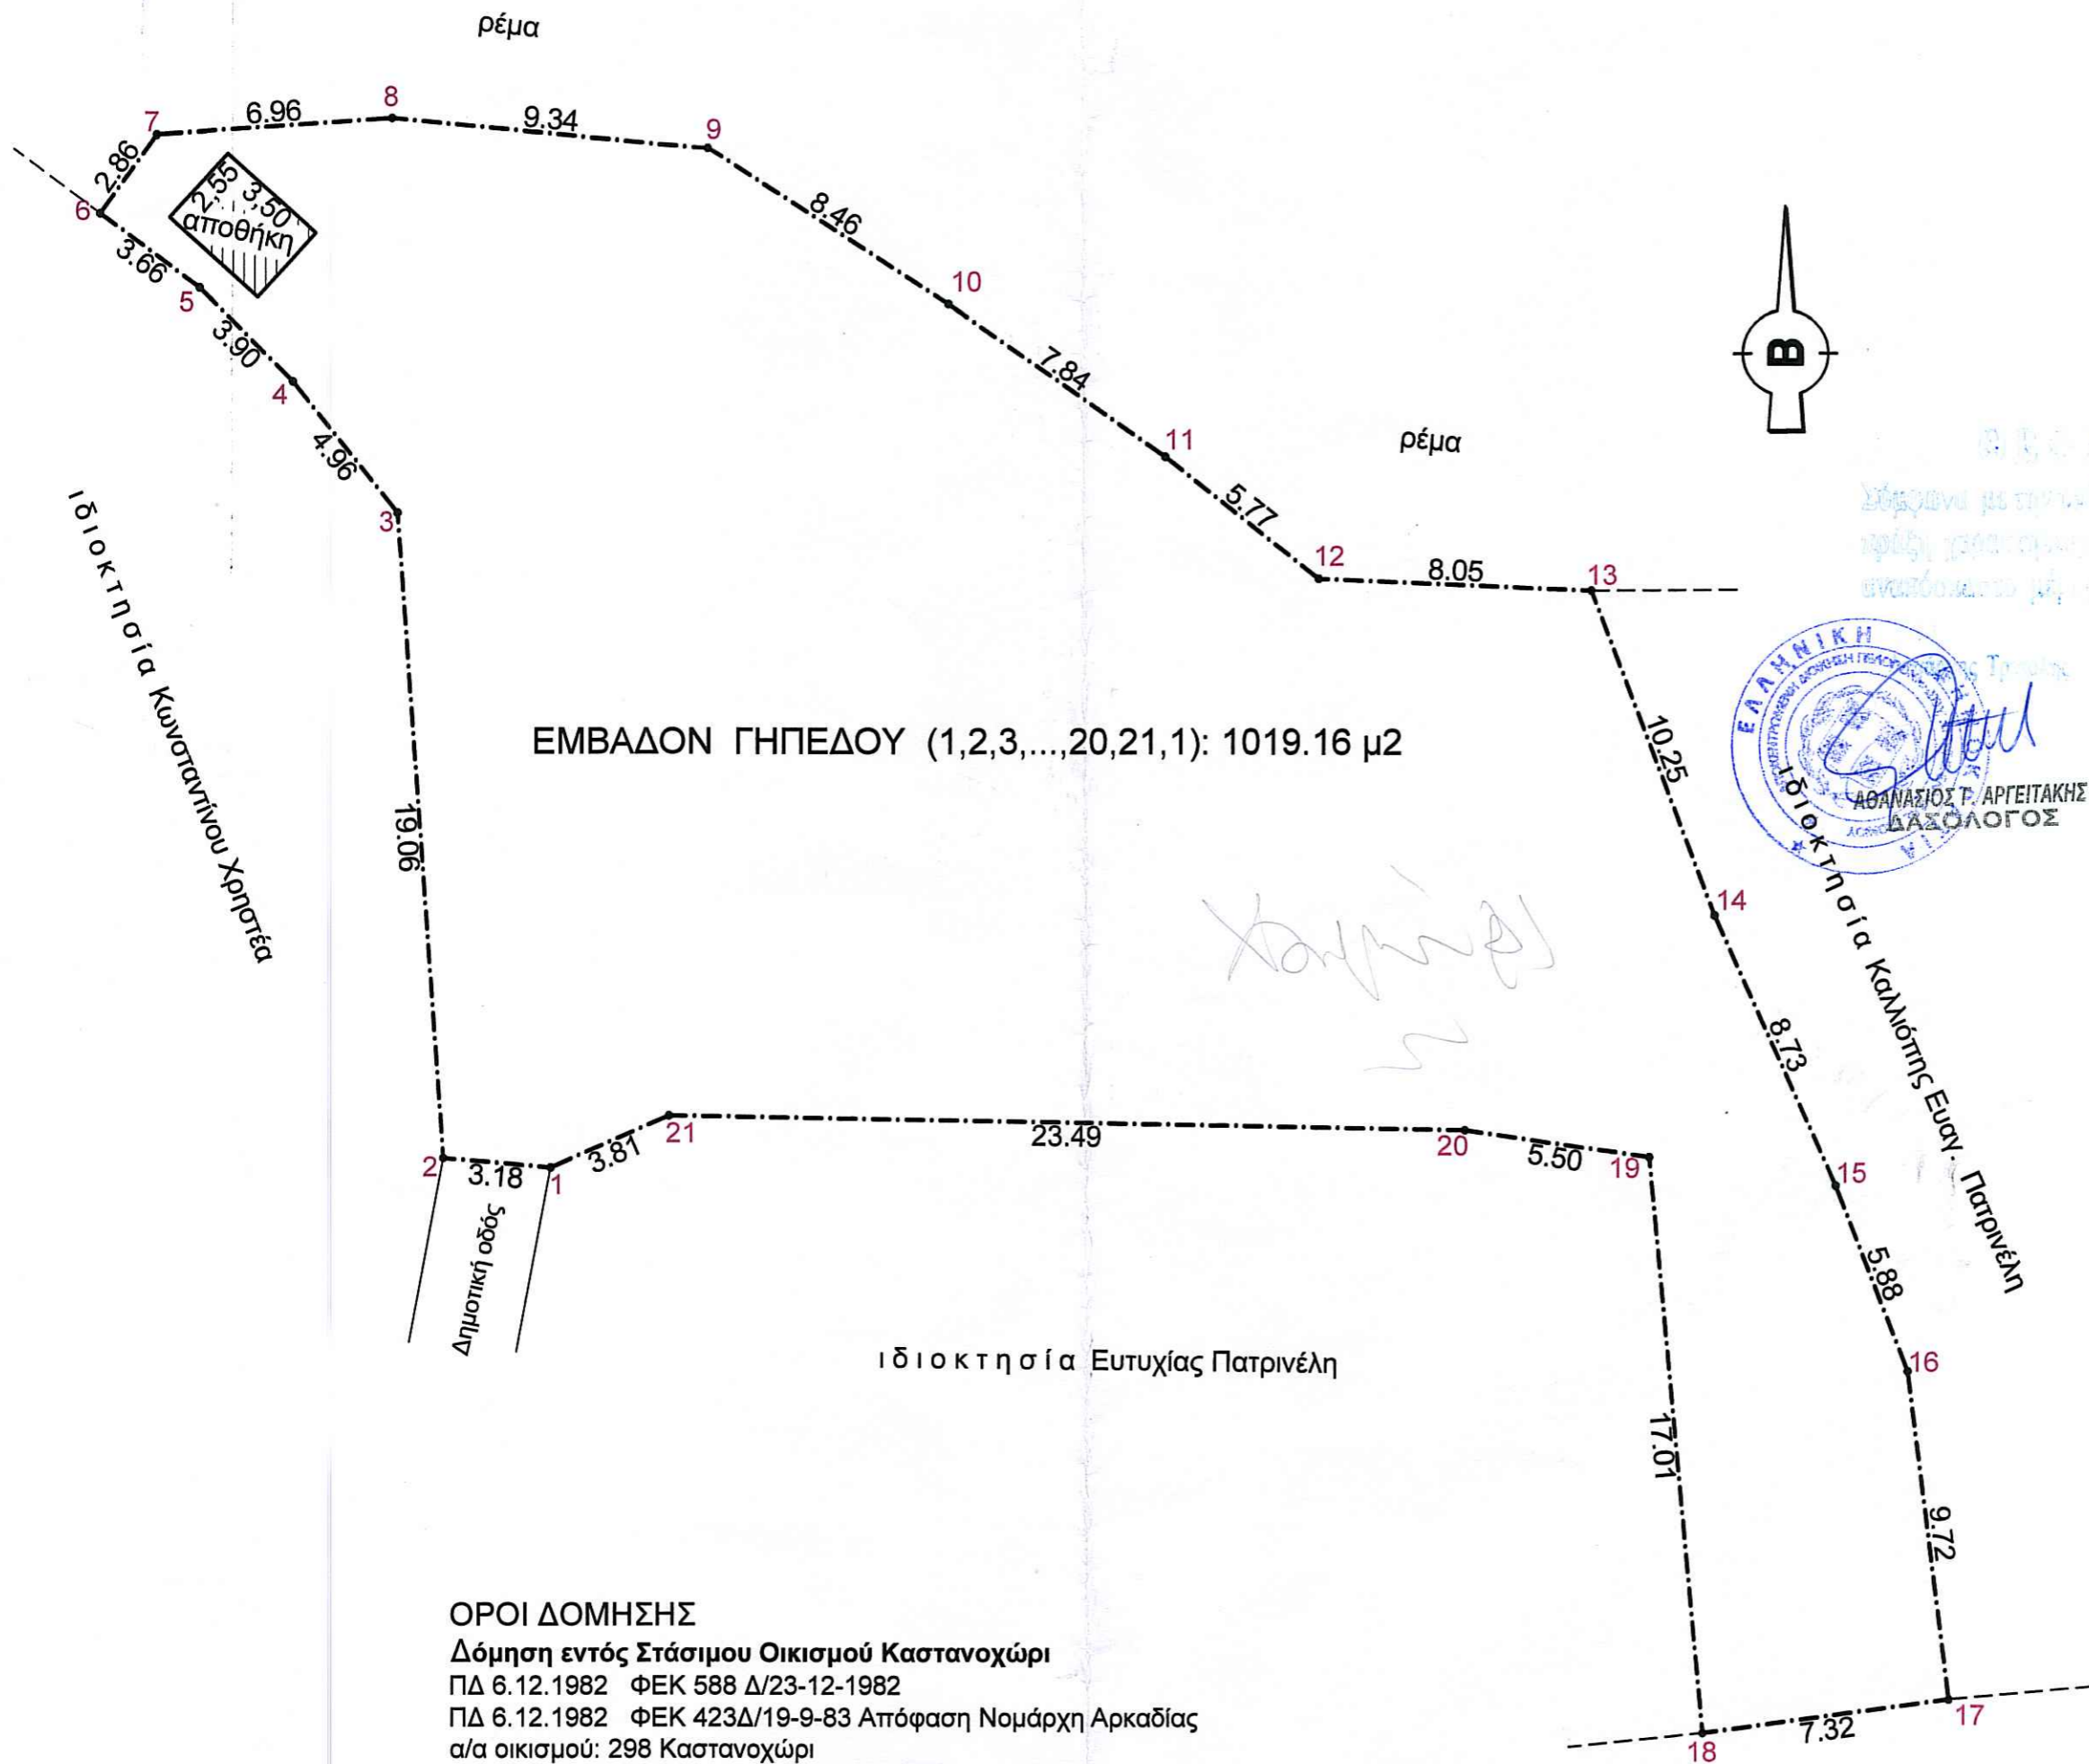 ρέμα
7
6.96
8
9.34
9
2.86
2,55
3,50
αποθήκη
6
3.66
5
8.46
10
3.90
4
7.84
11
ρέμα
4.96
3
5.77
12
8.05
13
Β
ιδιοκτησία Κωνσταντίνου Χρηστέα
ΕΜΒΑΔΟΝ ΓΗΠΕΔΟΥ (1,2,3,...,20,21,1): 1019.16 μ2
19.06
10.25
ΕΛΛΗΝΙΚΗ
ΑΘΑΝΑΣΙΟΣ Γ. ΑΡΓΕΙΤΑΚΗΣ
ΔΑΣΟΛΟΓΟΣ
14
ιδιοκτησία Καλλιόπης Ευαγ. Πατρινέλη
8.73
2
3.18
1
3.81
21
23.49
20
5.50
19
15
Δημοτική οδός
5.88
16
ιδιοκτησία Ευτυχίας Πατρινέλη
17.01
9.72
17
7.32
18
ΟΡΟΙ ΔΟΜΗΣΗΣ
Δόμηση εντός Στάσιμου Οικισμού Καστανοχώρι
ΠΔ 6.12.1982 ΦΕΚ 588 Δ/23-12-1982
ΠΔ 6.12.1982 ΦΕΚ 423Δ/19-9-83 Απόφαση Νομάρχη Αρκαδίας
α/α οικισμού: 298 Καστανοχώρι